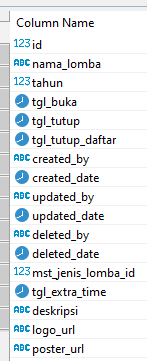 Column Name
123 id
ABC nama_lomba
123 tahun
tgl_buka
tgl_tutup
tgl_tutup_daftar
ABC created_by
created_date
ABC updated_by
updated_date
ABC deleted_by
deleted_date
123 mst_jenis_lomba_id
tgl_extra_time
ABC deskripsi
ABC logo_url
ABC poster_url